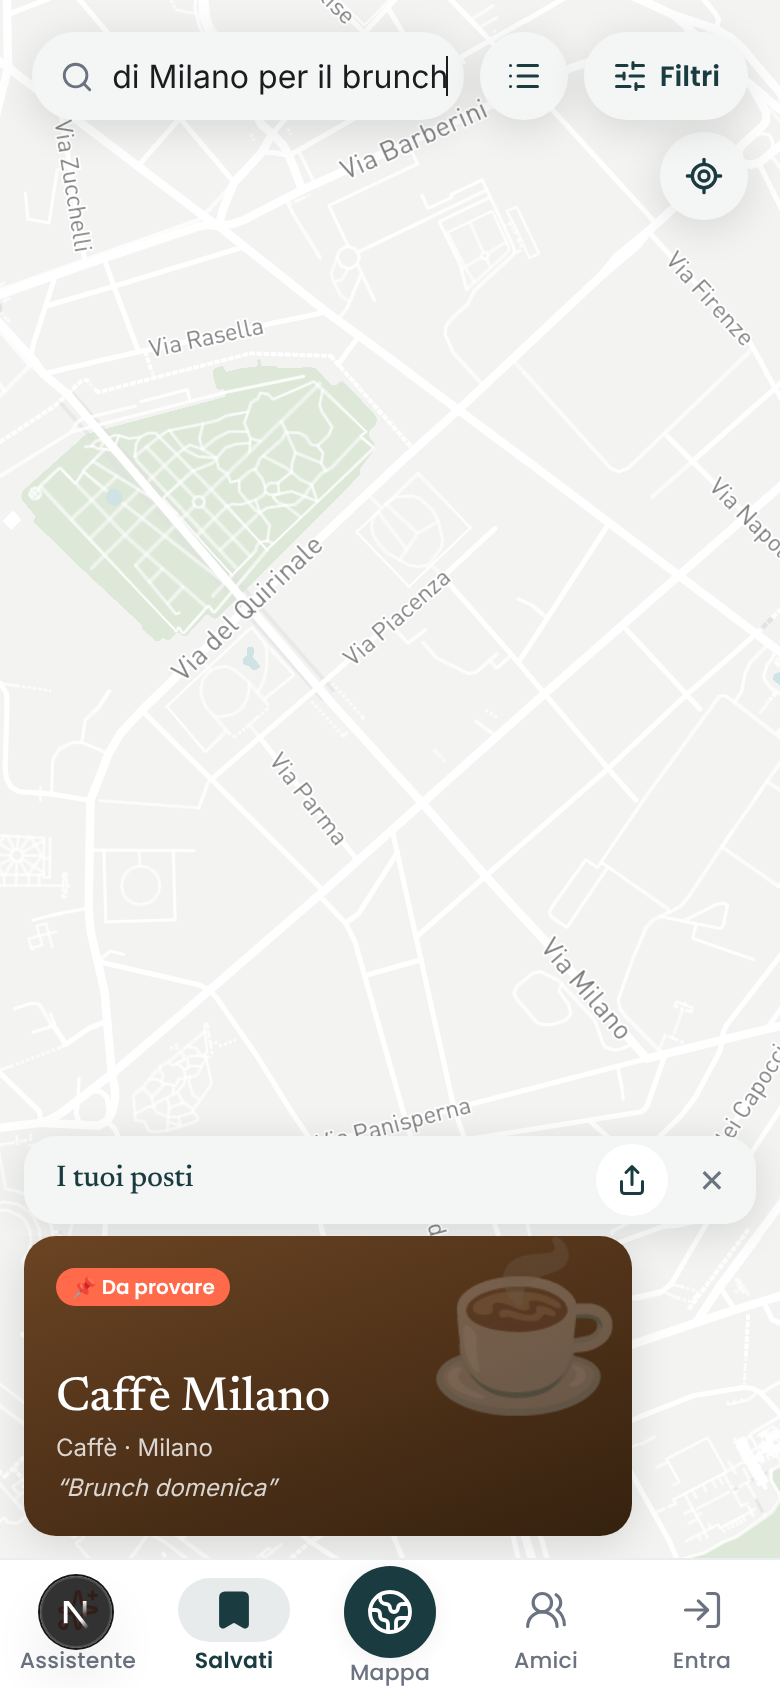 di Milano per il brunch
Filtri
Via Barberini
Via Zucchelli
Via Firenze
Via Rasella
Via del Quirinale
Via Piacenza
Via Parma
Via Milano
Via Panisperna
I tuoi posti
📌 Da provare
Caffè Milano
Caffè · Milano
“Brunch domenica”
N
Assistente
Salvati
Mappa
Amici
Entra